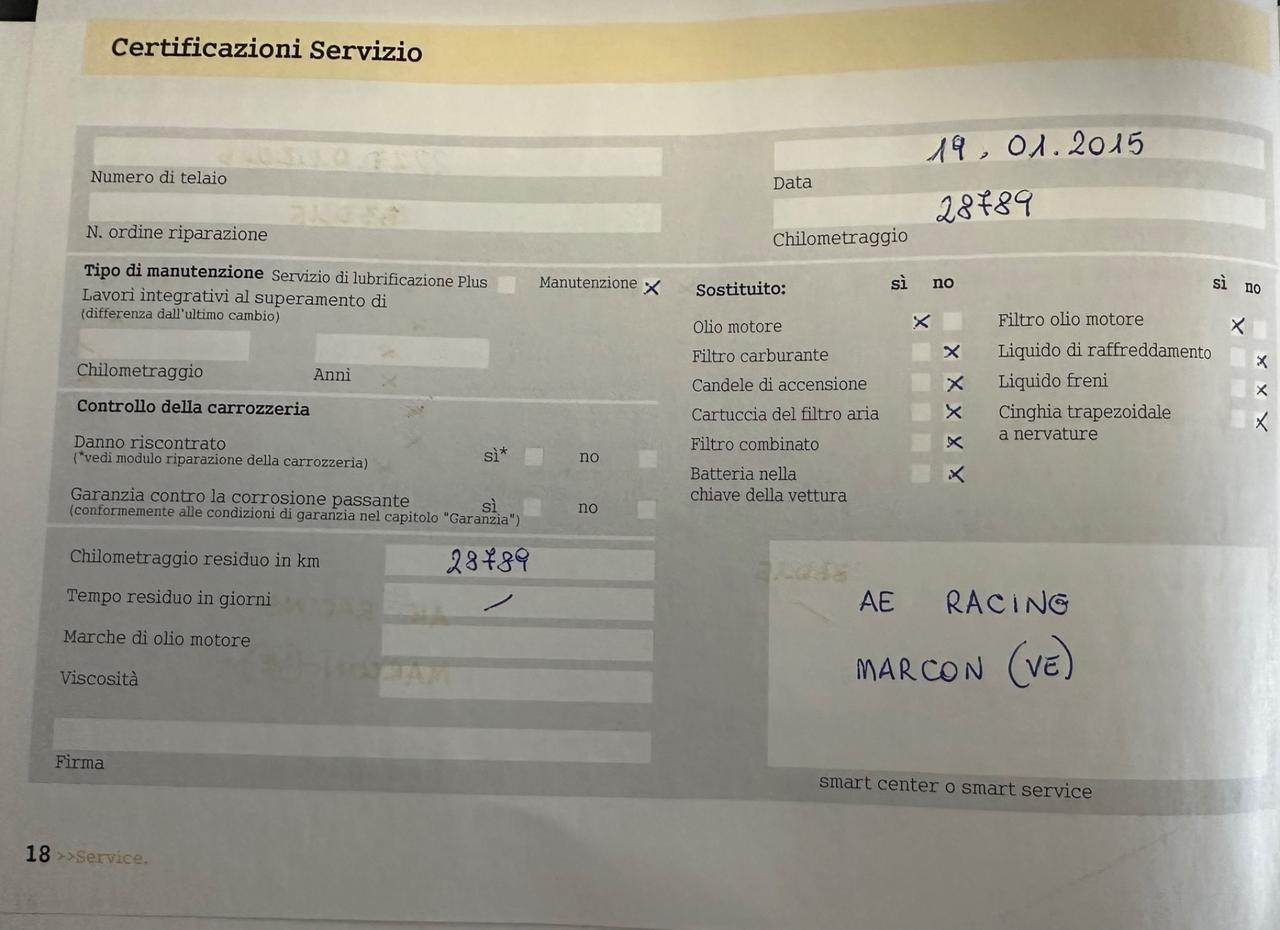 Certificazioni Servizio
Numero di telaio
N. ordine riparazione
19.01.2015
Data
28789
Chilometraggio
Tipo di manutenzione Servizio di lubrificazione Plus Manutenzione X
Lavori integrativi al superamento di
(differenza dall'ultimo cambio)
Chilometraggio Anni
Controllo della carrozzeria
Danno riscontrato sì* no
(*vedi modulo riparazione della carrozzeria)
Garanzia contro la corrosione passante sì no
(conformemente alle condizioni di garanzia nel capitolo "Garanzia")
Chilometraggio residuo in km 28789
Tempo residuo in giorni /
Marche di olio motore
Viscosità
Firma
Sostituito: sì no
Olio motore X
Filtro carburante X
Candele di accensione X
Cartuccia del filtro aria X
Filtro combinato X
Batteria nella X
chiave della vettura
sì no
Filtro olio motore X
Liquido di raffreddamento X
Liquido freni X
Cinghia trapezoidale X
a nervature
AE RACING
MARCON (VE)
smart center o smart service
18 >>Service.